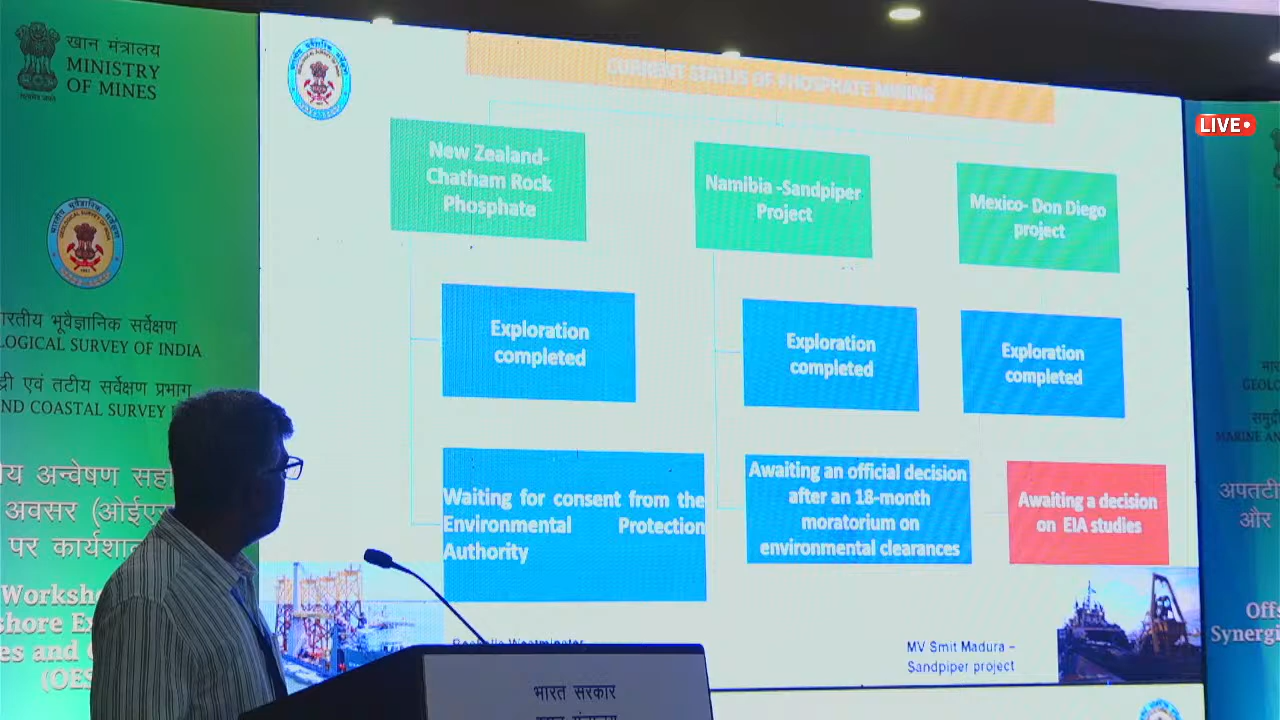 खान मंत्रालय
MINISTRY
OF MINES
LIVE
CURRENT STATUS OF PHOSPHATE MINING
New Zealand-
Chatham Rock
Phosphate
Namibia -Sandpiper
Project
Mexico- Don Diego
project
Exploration
completed
Exploration
completed
Exploration
completed
Waiting for consent from the
Environmental Protection
Authority
Awaiting an official decision
after an 18-month
moratorium on
environmental clearances
Awaiting a decision
on EIA studies
MV Smit Madura –
Sandpiper project
भारत सरकार
ारतीय भूवैज्ञानिक सर्वेक्षण
LOGICAL SURVEY OF INDIA
द्री एवं तटीय सर्वेक्षण प्रभाग
ND COASTAL SURVEY
ीय अन्वेषण सह
अवसर (ओईए
पर कार्यशा
Worksh
shore Ex
es and
(OES
GEOL
MARINE AN
अपतटी
और
Offs
Synergi